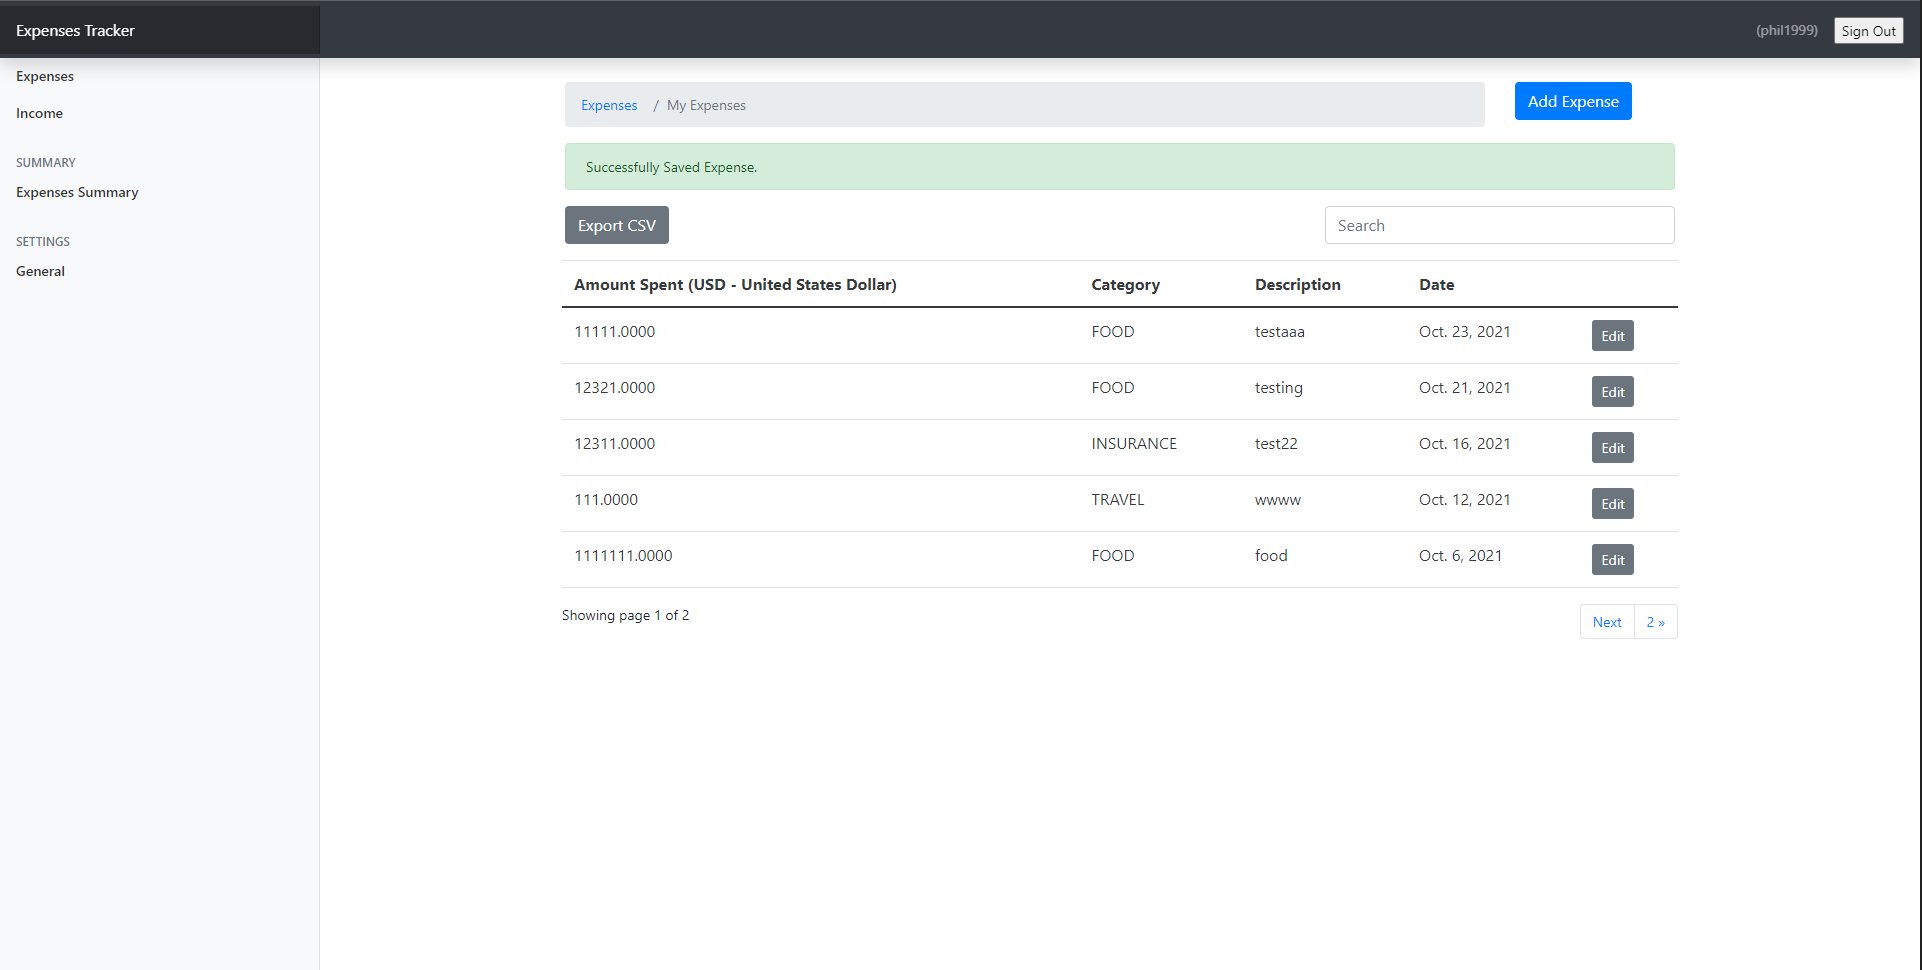 Expenses Tracker
(phil1999) Sign Out
Expenses
Income
SUMMARY
Expenses Summary
SETTINGS
General
Expenses / My Expenses
Add Expense
Successfully Saved Expense.
Export CSV
Search
Amount Spent (USD - United States Dollar) Category Description Date
11111.0000 FOOD testaaa Oct. 23, 2021 Edit
12321.0000 FOOD testing Oct. 21, 2021 Edit
12311.0000 INSURANCE test22 Oct. 16, 2021 Edit
111.0000 TRAVEL wwww Oct. 12, 2021 Edit
1111111.0000 FOOD food Oct. 6, 2021 Edit
Showing page 1 of 2
Next 2 »